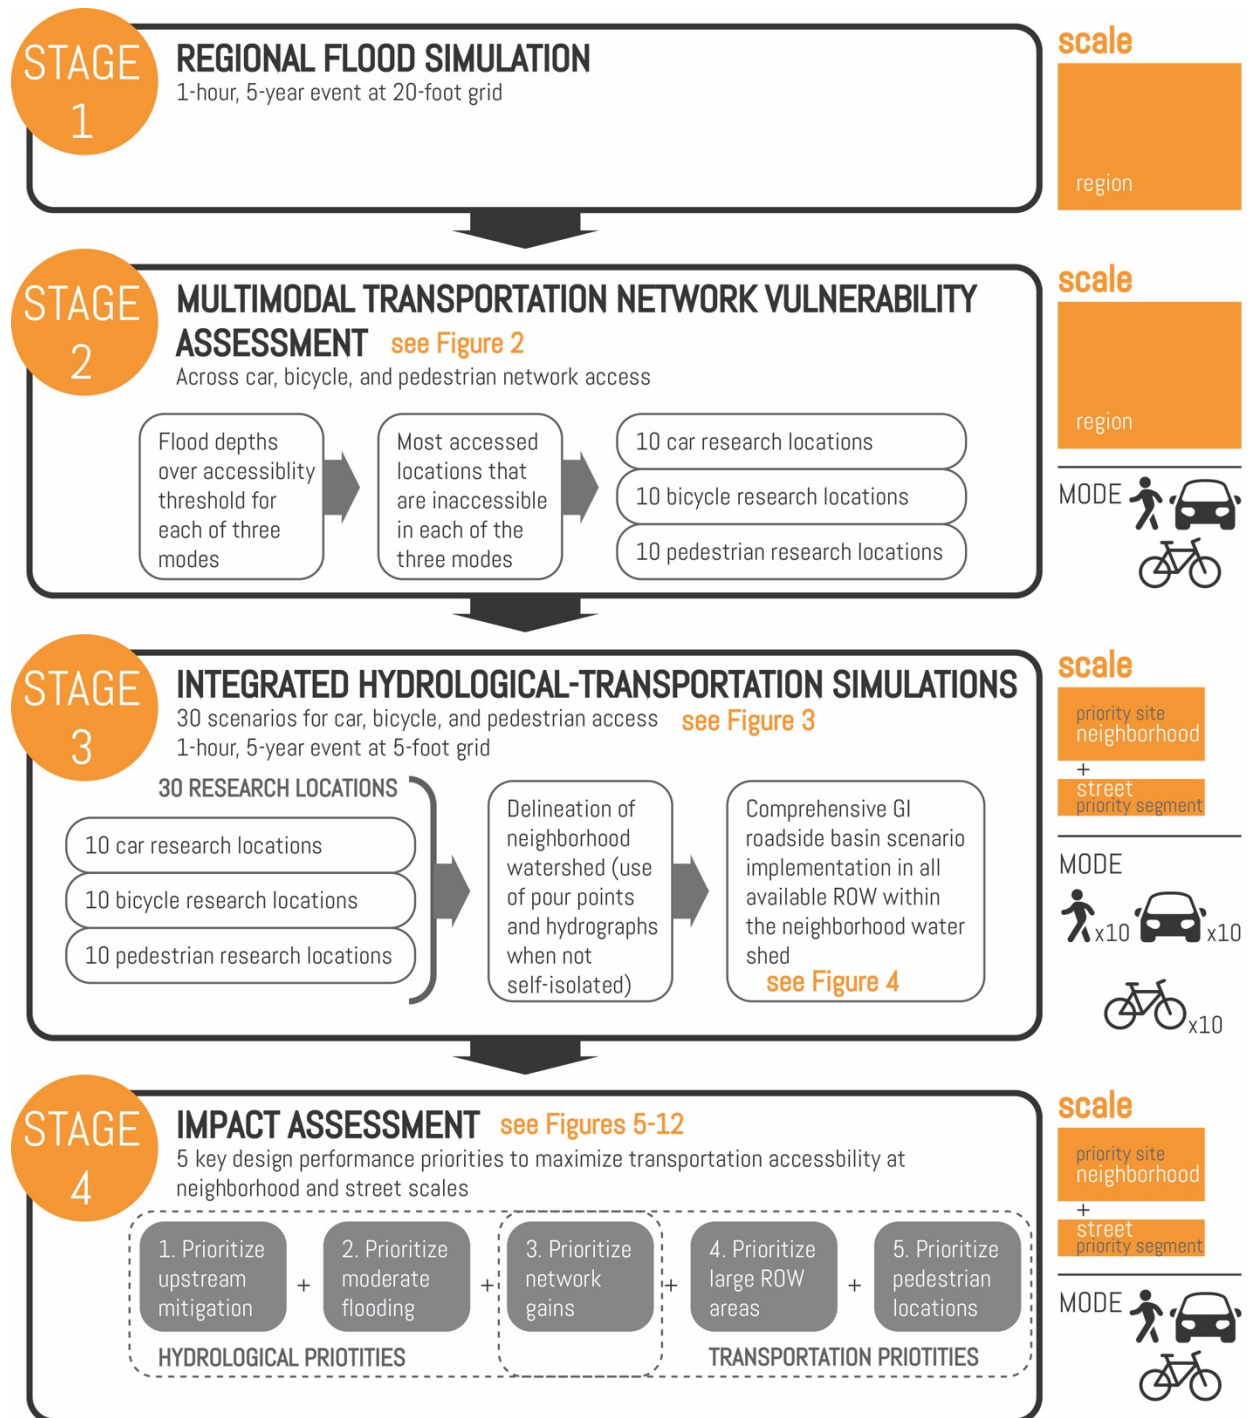 STAGE
1
REGIONAL FLOOD SIMULATION
1-hour, 5-year event at 20-foot grid
scale
region
STAGE
2
MULTIMODAL TRANSPORTATION NETWORK VULNERABILITY
ASSESSMENT see Figure 2
Across car, bicycle, and pedestrian network access
Flood depths
over accessiblity
threshold for
each of three
modes
Most accessed
locations that
are inaccessible
in each of the
three modes
10 car research locations
10 bicycle research locations
10 pedestrian research locations
scale
region
MODE
STAGE
3
INTEGRATED HYDROLOGICAL-TRANSPORTATION SIMULATIONS
30 scenarios for car, bicycle, and pedestrian access see Figure 3
1-hour, 5-year event at 5-foot grid
30 RESEARCH LOCATIONS
10 car research locations
10 bicycle research locations
10 pedestrian research locations
Delineation of
neighborhood
watershed (use
of pour points
and hydrographs
when not
self-isolated)
Comprehensive GI
roadside basin scenario
implementation in all
available ROW within
the neighborhood water
shed
see Figure 4
scale
priority site
neighborhood
+
street
priority segment
MODE
x10
x10
x10
STAGE
4
IMPACT ASSESSMENT see Figures 5-12
5 key design performance priorities to maximize transportation accessbility at
neighborhood and street scales
1. Prioritize
upstream
mitigation
+
2. Prioritize
moderate
flooding
+
3. Prioritize
network
gains
+
4. Prioritize
large ROW
areas
+
5. Prioritize
pedestrian
locations
HYDROLOGICAL PRIOTITIES
TRANSPORTATION PRIOTITIES
scale
priority site
neighborhood
+
street
priority segment
MODE